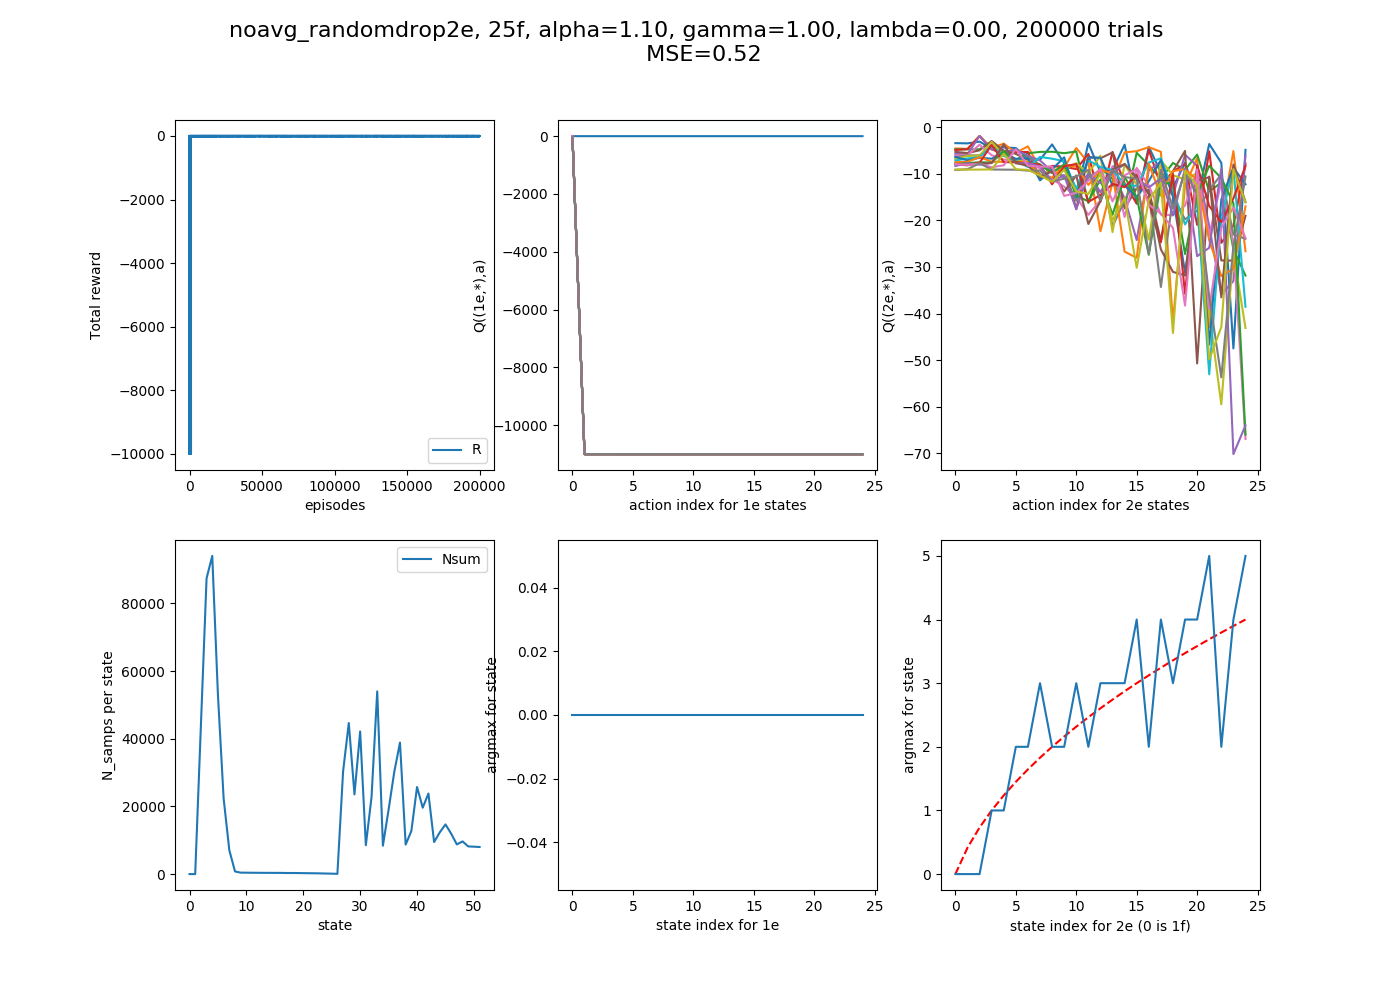 noavg_randomdrop2e, 25f, alpha=1.10, gamma=1.00, lambda=0.00, 200000 trials
MSE=0.52
Total reward
0
−2000
−4000
−6000
−8000
−10000
R
0 50000 100000 150000 200000
episodes
Q((1e,*),a)
0
−2000
−4000
−6000
−8000
−10000
0 5 10 15 20 25
action index for 1e states
Q((2e,*),a)
0
−10
−20
−30
−40
−50
−60
−70
0 5 10 15 20 25
action index for 2e states
N_samps per state
80000
60000
40000
20000
0
Nsum
0 10 20 30 40 50
state
argmax for state
0.04
0.02
0.00
−0.02
−0.04
0 5 10 15 20 25
state index for 1e
argmax for state
5
4
3
2
1
0
0 5 10 15 20 25
state index for 2e (0 is 1f)